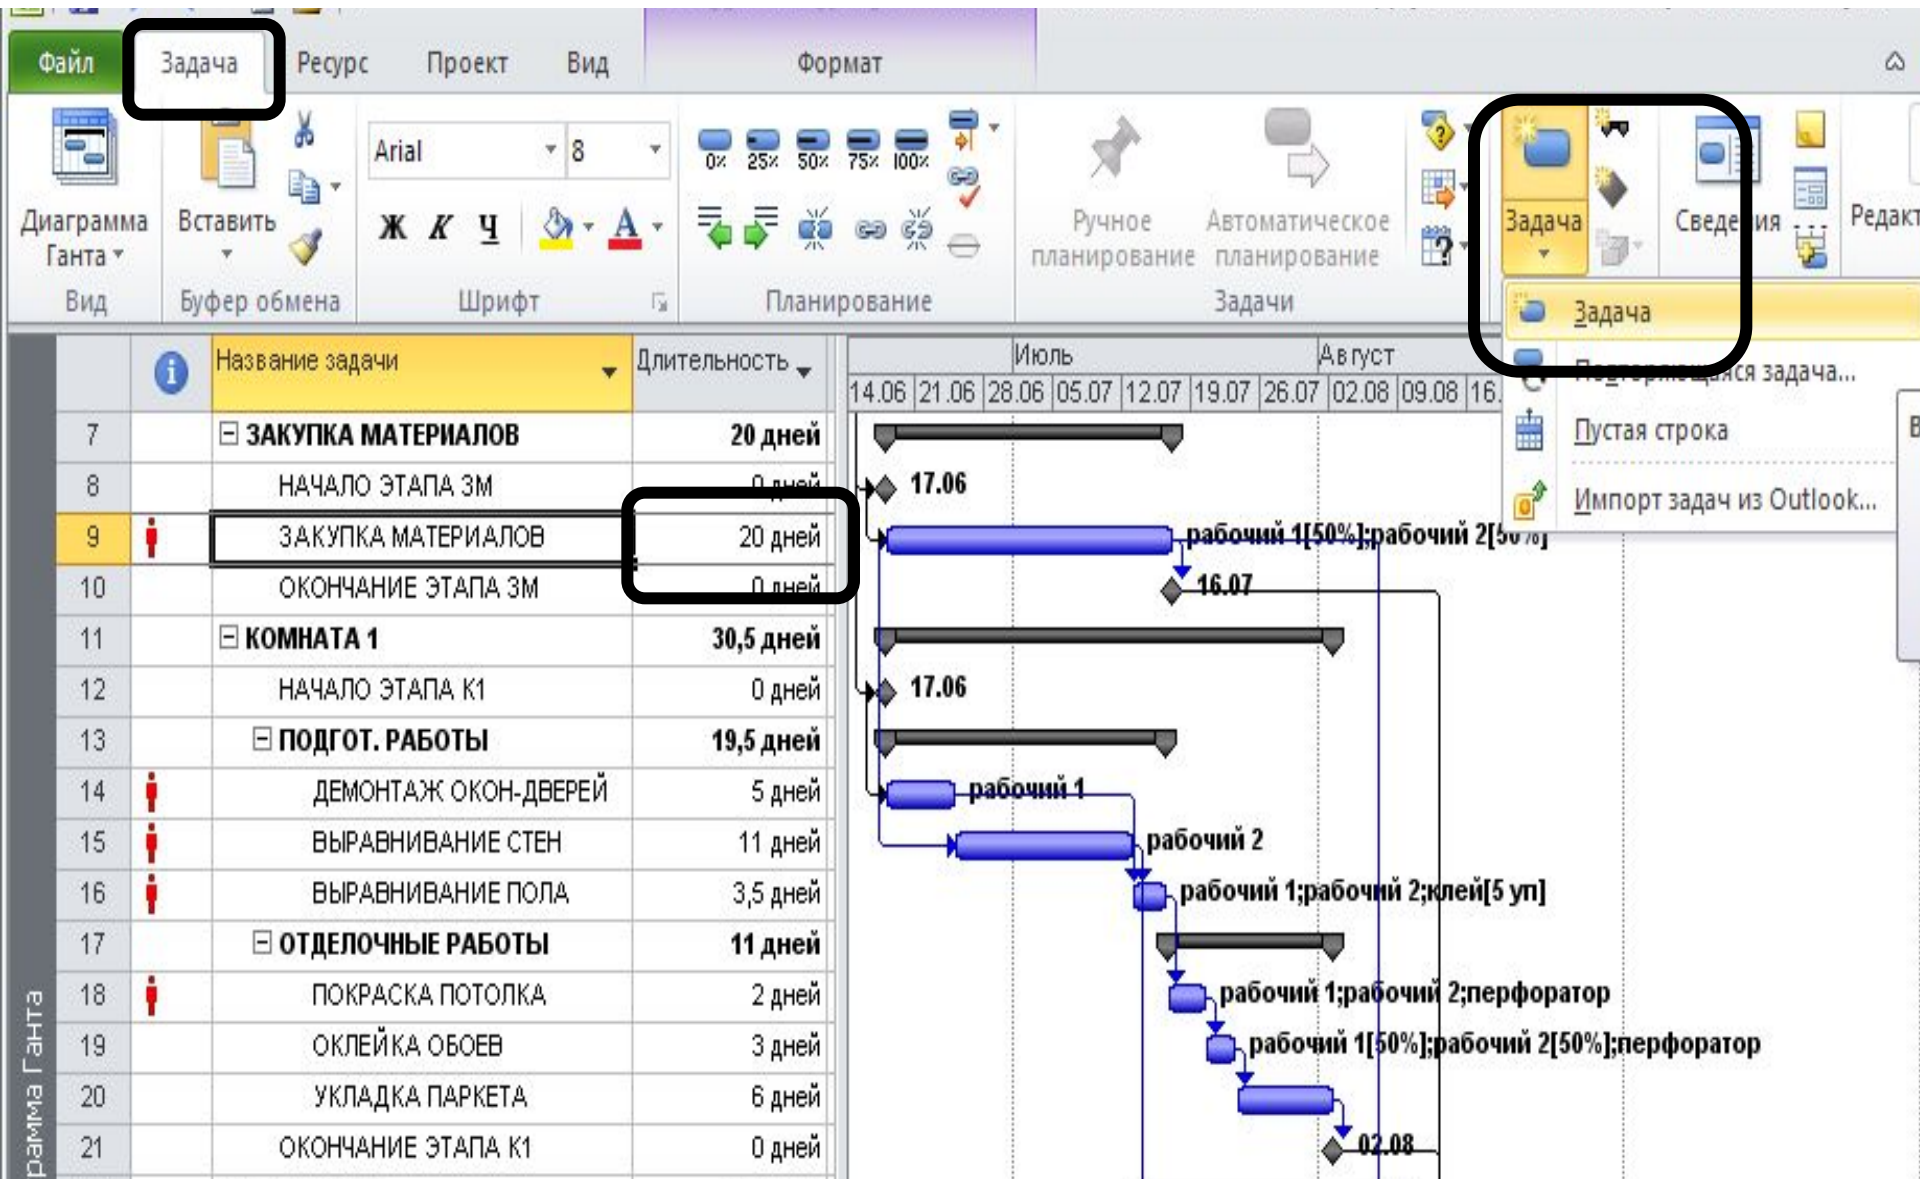 Файл Задача Ресурс Проект Вид Формат
Arial 8
0% 25% 50% 75% 100%
Диаграмма Ганта
Вставить
Ж К Ч
Ручное планирование
Автоматическое планирование
Задача
Сведения
Вид Буфер обмена Шрифт Планирование Задачи
Задача
Повторяющаяся задача...
Пустая строка
Импорт задач из Outlook...
Название задачи Длительность Июль Август
14.06 21.06 28.06 05.07 12.07 19.07 26.07 02.08 09.08 16.
7 ЗАКУПКА МАТЕРИАЛОВ 20 дней
8 НАЧАЛО ЭТАПА ЗМ 0 дней 17.06
9 ЗАКУПКА МАТЕРИАЛОВ 20 дней рабочий 1[50%];рабочий 2[50%]
10 ОКОНЧАНИЕ ЭТАПА ЗМ 0 дней 16.07
11 КОМНАТА 1 30,5 дней
12 НАЧАЛО ЭТАПА К1 0 дней 17.06
13 ПОДГОТ. РАБОТЫ 19,5 дней
14 ДЕМОНТАЖ ОКОН-ДВЕРЕЙ 5 дней рабочий 1
15 ВЫРАВНИВАНИЕ СТЕН 11 дней рабочий 2
16 ВЫРАВНИВАНИЕ ПОЛА 3,5 дней рабочий 1;рабочий 2;клей[5 уп]
17 ОТДЕЛОЧНЫЕ РАБОТЫ 11 дней
18 ПОКРАСКА ПОТОЛКА 2 дней рабочий 1;рабочий 2;перфоратор
19 ОКЛЕЙКА ОБОЕВ 3 дней рабочий 1[50%];рабочий 2[50%];перфоратор
20 УКЛАДКА ПАРКЕТА 6 дней
21 ОКОНЧАНИЕ ЭТАПА К1 0 дней 02.08